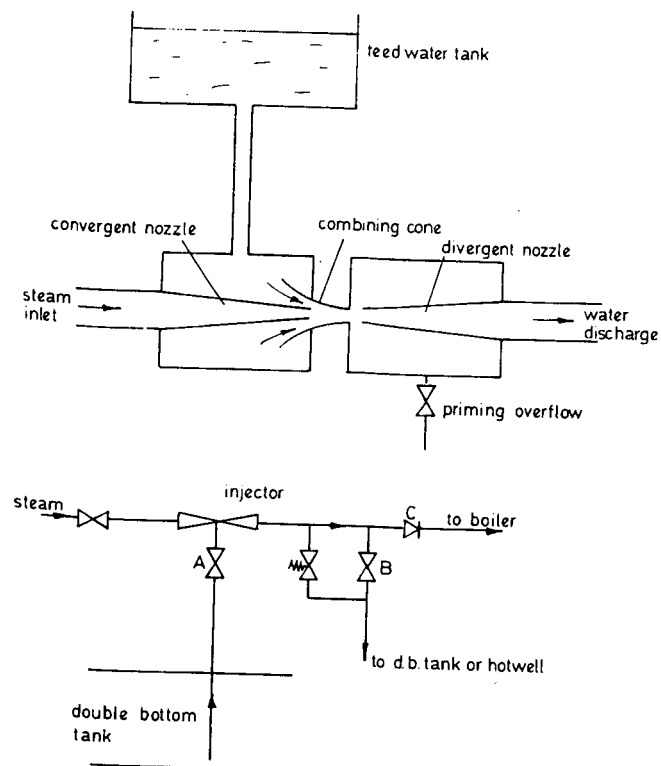 feed water tank
convergent nozzle
combining cone
divergent nozzle
steam
inlet
water
discharge
priming overflow
steam
injector
C
to boiler
A
B
to d.b. tank or hotwell
double bottom
tank